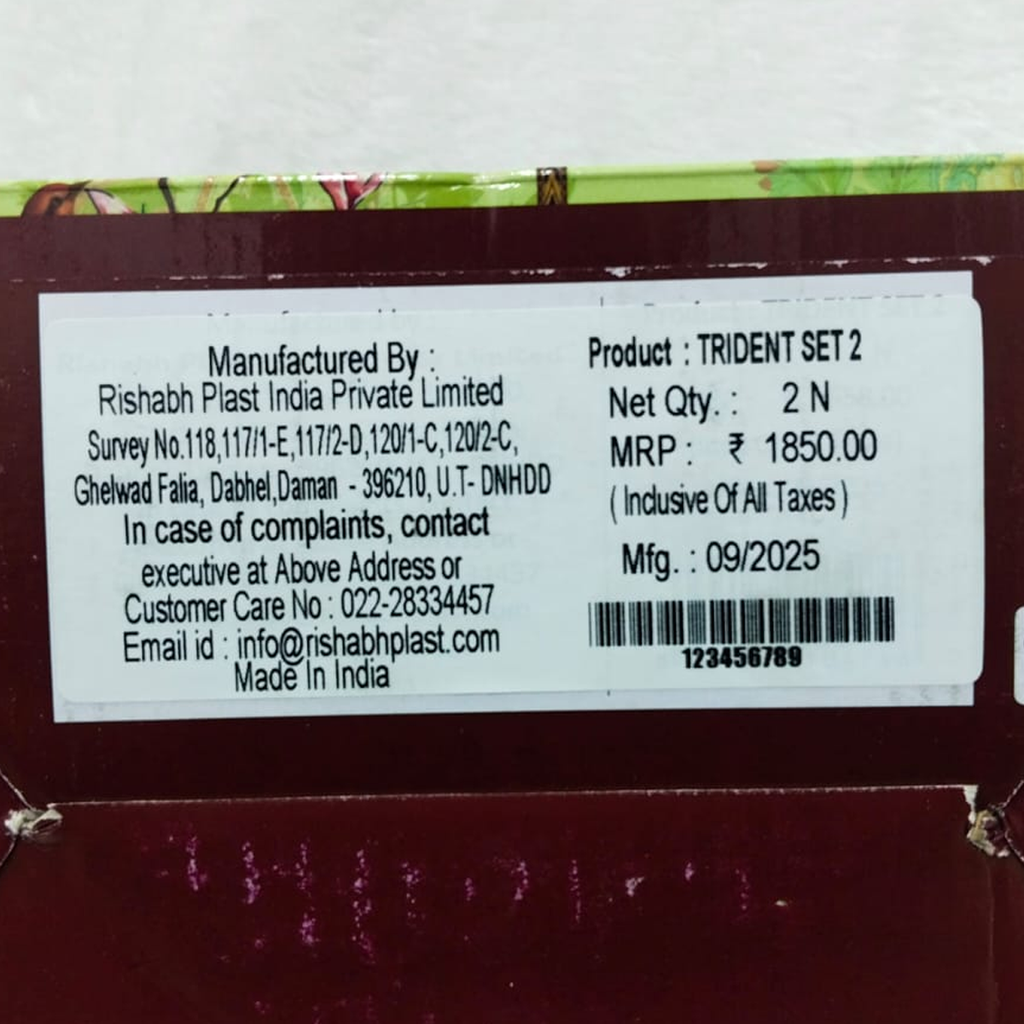 Manufactured By :
Rishabh Plast India Private Limited
Survey No.118,117/1-E,117/2-D,120/1-C,120/2-C,
Ghelwad Falia, Dabhel,Daman - 396210, U.T- DNHDD
In case of complaints, contact
executive at Above Address or
Customer Care No : 022-28334457
Email id : info@rishabhplast.com
Made In India
Product : TRIDENT SET 2
Net Qty. : 2 N
MRP : ₹ 1850.00
( Inclusive Of All Taxes )
Mfg. : 09/2025
123456789